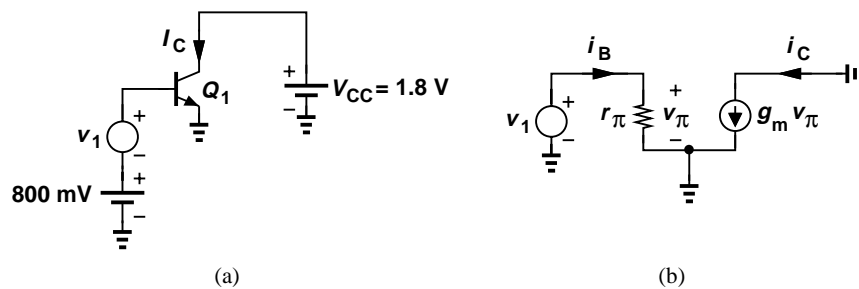 I_C
Q_1
V_CC = 1.8 V
v_1
800 mV
+
−
+
−
+
−
(a)
i_B
i_C
v_1
r_π
v_π
g_m v_π
+
−
+
−
(b)